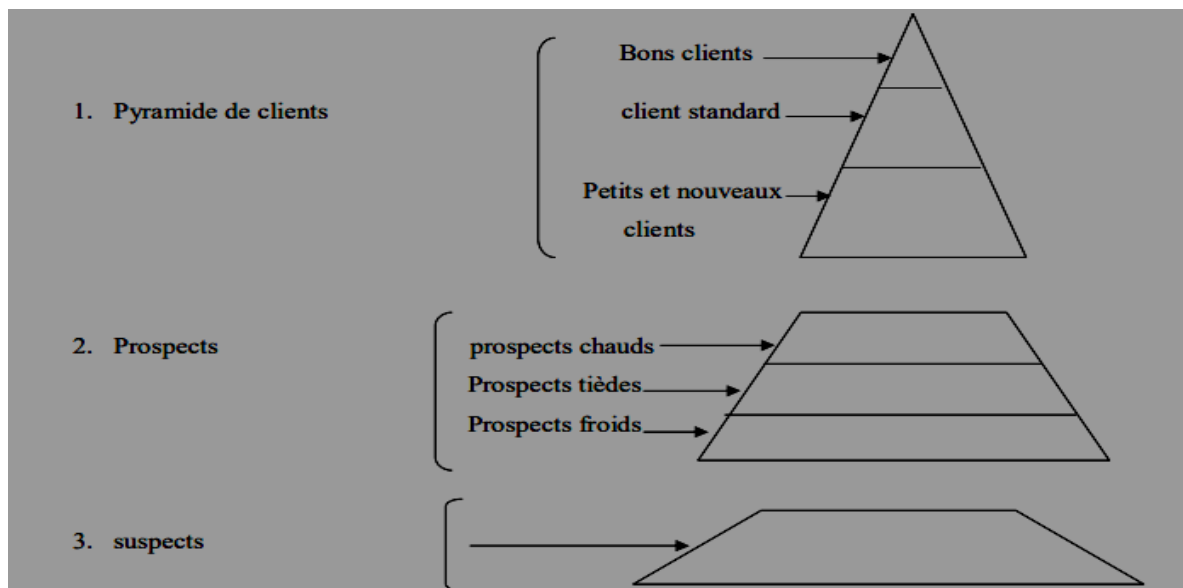 Bons clients
1. Pyramide de clients
client standard
Petits et nouveaux
clients
2. Prospects
prospects chauds
Prospects tièdes
Prospects froids
3. suspects